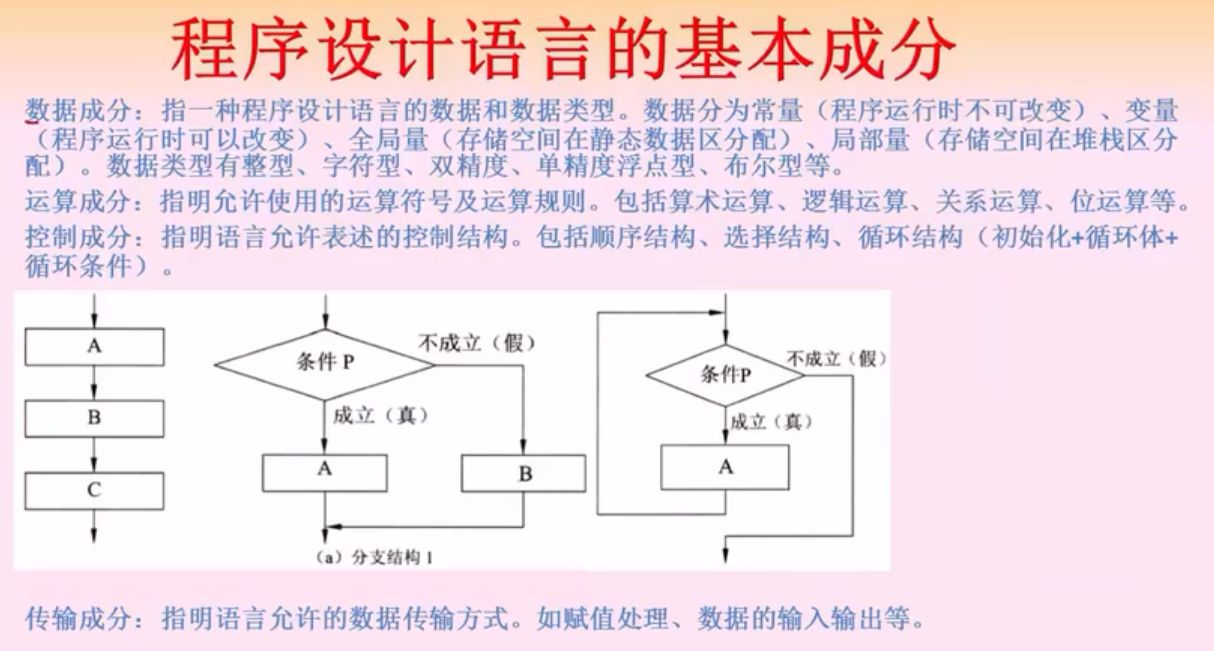 程序设计语言的基本成分
数据成分：指一种程序设计语言的数据和数据类型。数据分为常量（程序运行时不可改变）、变量
（程序运行时可以改变）、全局量（存储空间在静态数据区分配）、局部量（存储空间在堆栈区分
配）。数据类型有整型、字符型、双精度、单精度浮点型、布尔型等。
运算成分：指明允许使用的运算符号及运算规则。包括算术运算、逻辑运算、关系运算、位运算等。
控制成分：指明语言允许表述的控制结构。包括顺序结构、选择结构、循环结构（初始化+循环体+
循环条件）。
A
B
C
条件 P
不成立（假）
成立（真）
A
B
（a）分支结构 1
条件P
不成立（假）
成立（真）
A
传输成分：指明语言允许的数据传输方式。如赋值处理、数据的输入输出等。